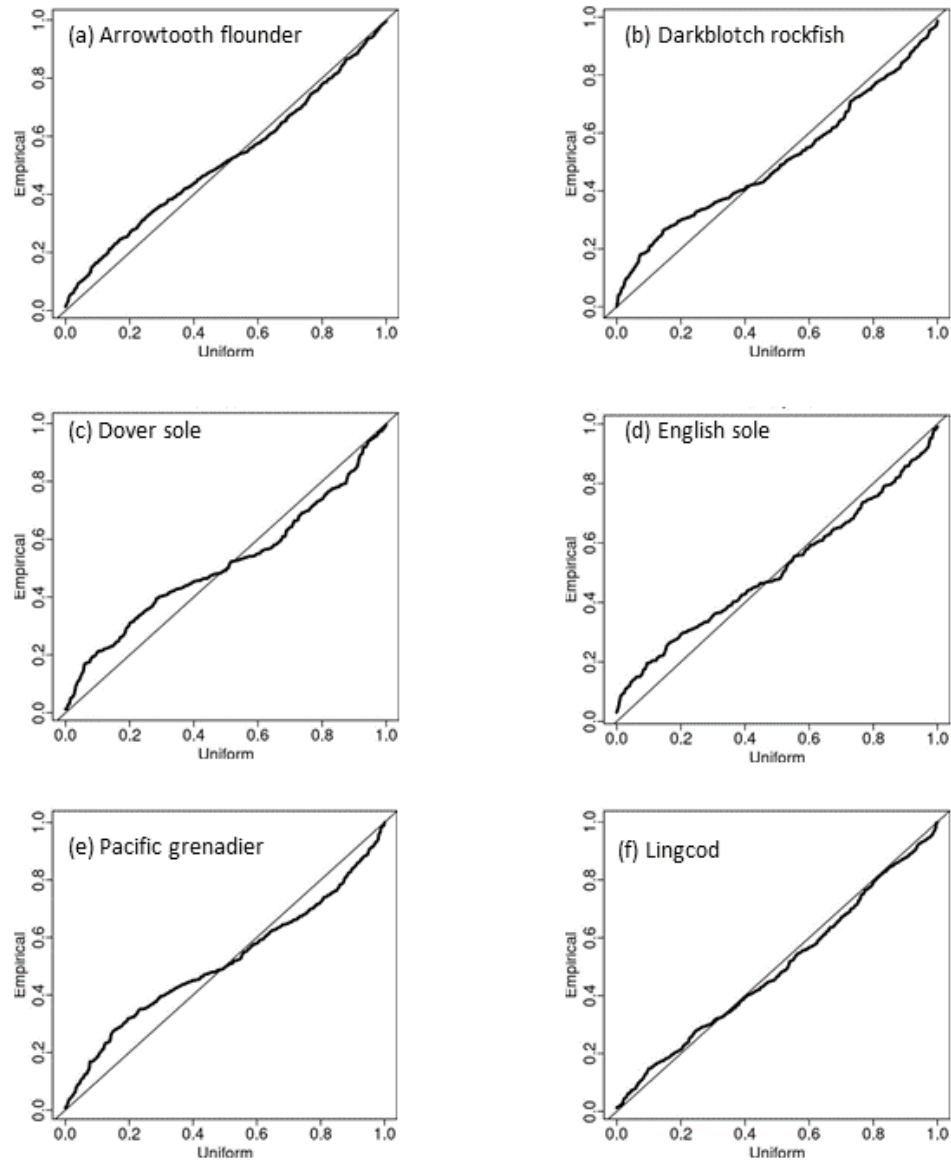 (a) Arrowtooth flounder
1.0
0.8
0.6
0.4
0.2
0.0
Empirical
0.0 0.2 0.4 0.6 0.8 1.0
Uniform
(b) Darkblotch rockfish
1.0
0.8
0.6
0.4
0.2
0.0
Empirical
0.0 0.2 0.4 0.6 0.8 1.0
Uniform
(c) Dover sole
1.0
0.8
0.6
0.4
0.2
0.0
Empirical
0.0 0.2 0.4 0.6 0.8 1.0
Uniform
(d) English sole
1.0
0.8
0.6
0.4
0.2
0.0
Empirical
0.0 0.2 0.4 0.6 0.8 1.0
Uniform
(e) Pacific grenadier
1.0
0.8
0.6
0.4
0.2
0.0
Empirical
0.0 0.2 0.4 0.6 0.8 1.0
Uniform
(f) Lingcod
1.0
0.8
0.6
0.4
0.2
0.0
Empirical
0.0 0.2 0.4 0.6 0.8 1.0
Uniform